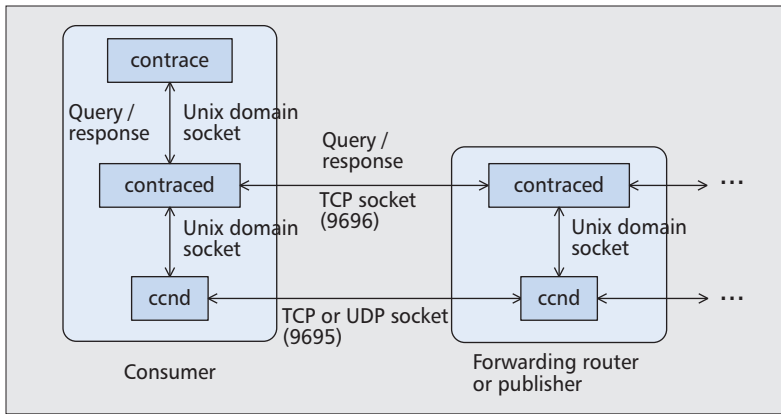 contrace
Query /
response
Unix domain
socket
Query /
response
contraced
contraced
...
TCP socket
(9696)
Unix domain
socket
Unix domain
socket
ccnd
ccnd
...
TCP or UDP socket
(9695)
Consumer
Forwarding router
or publisher